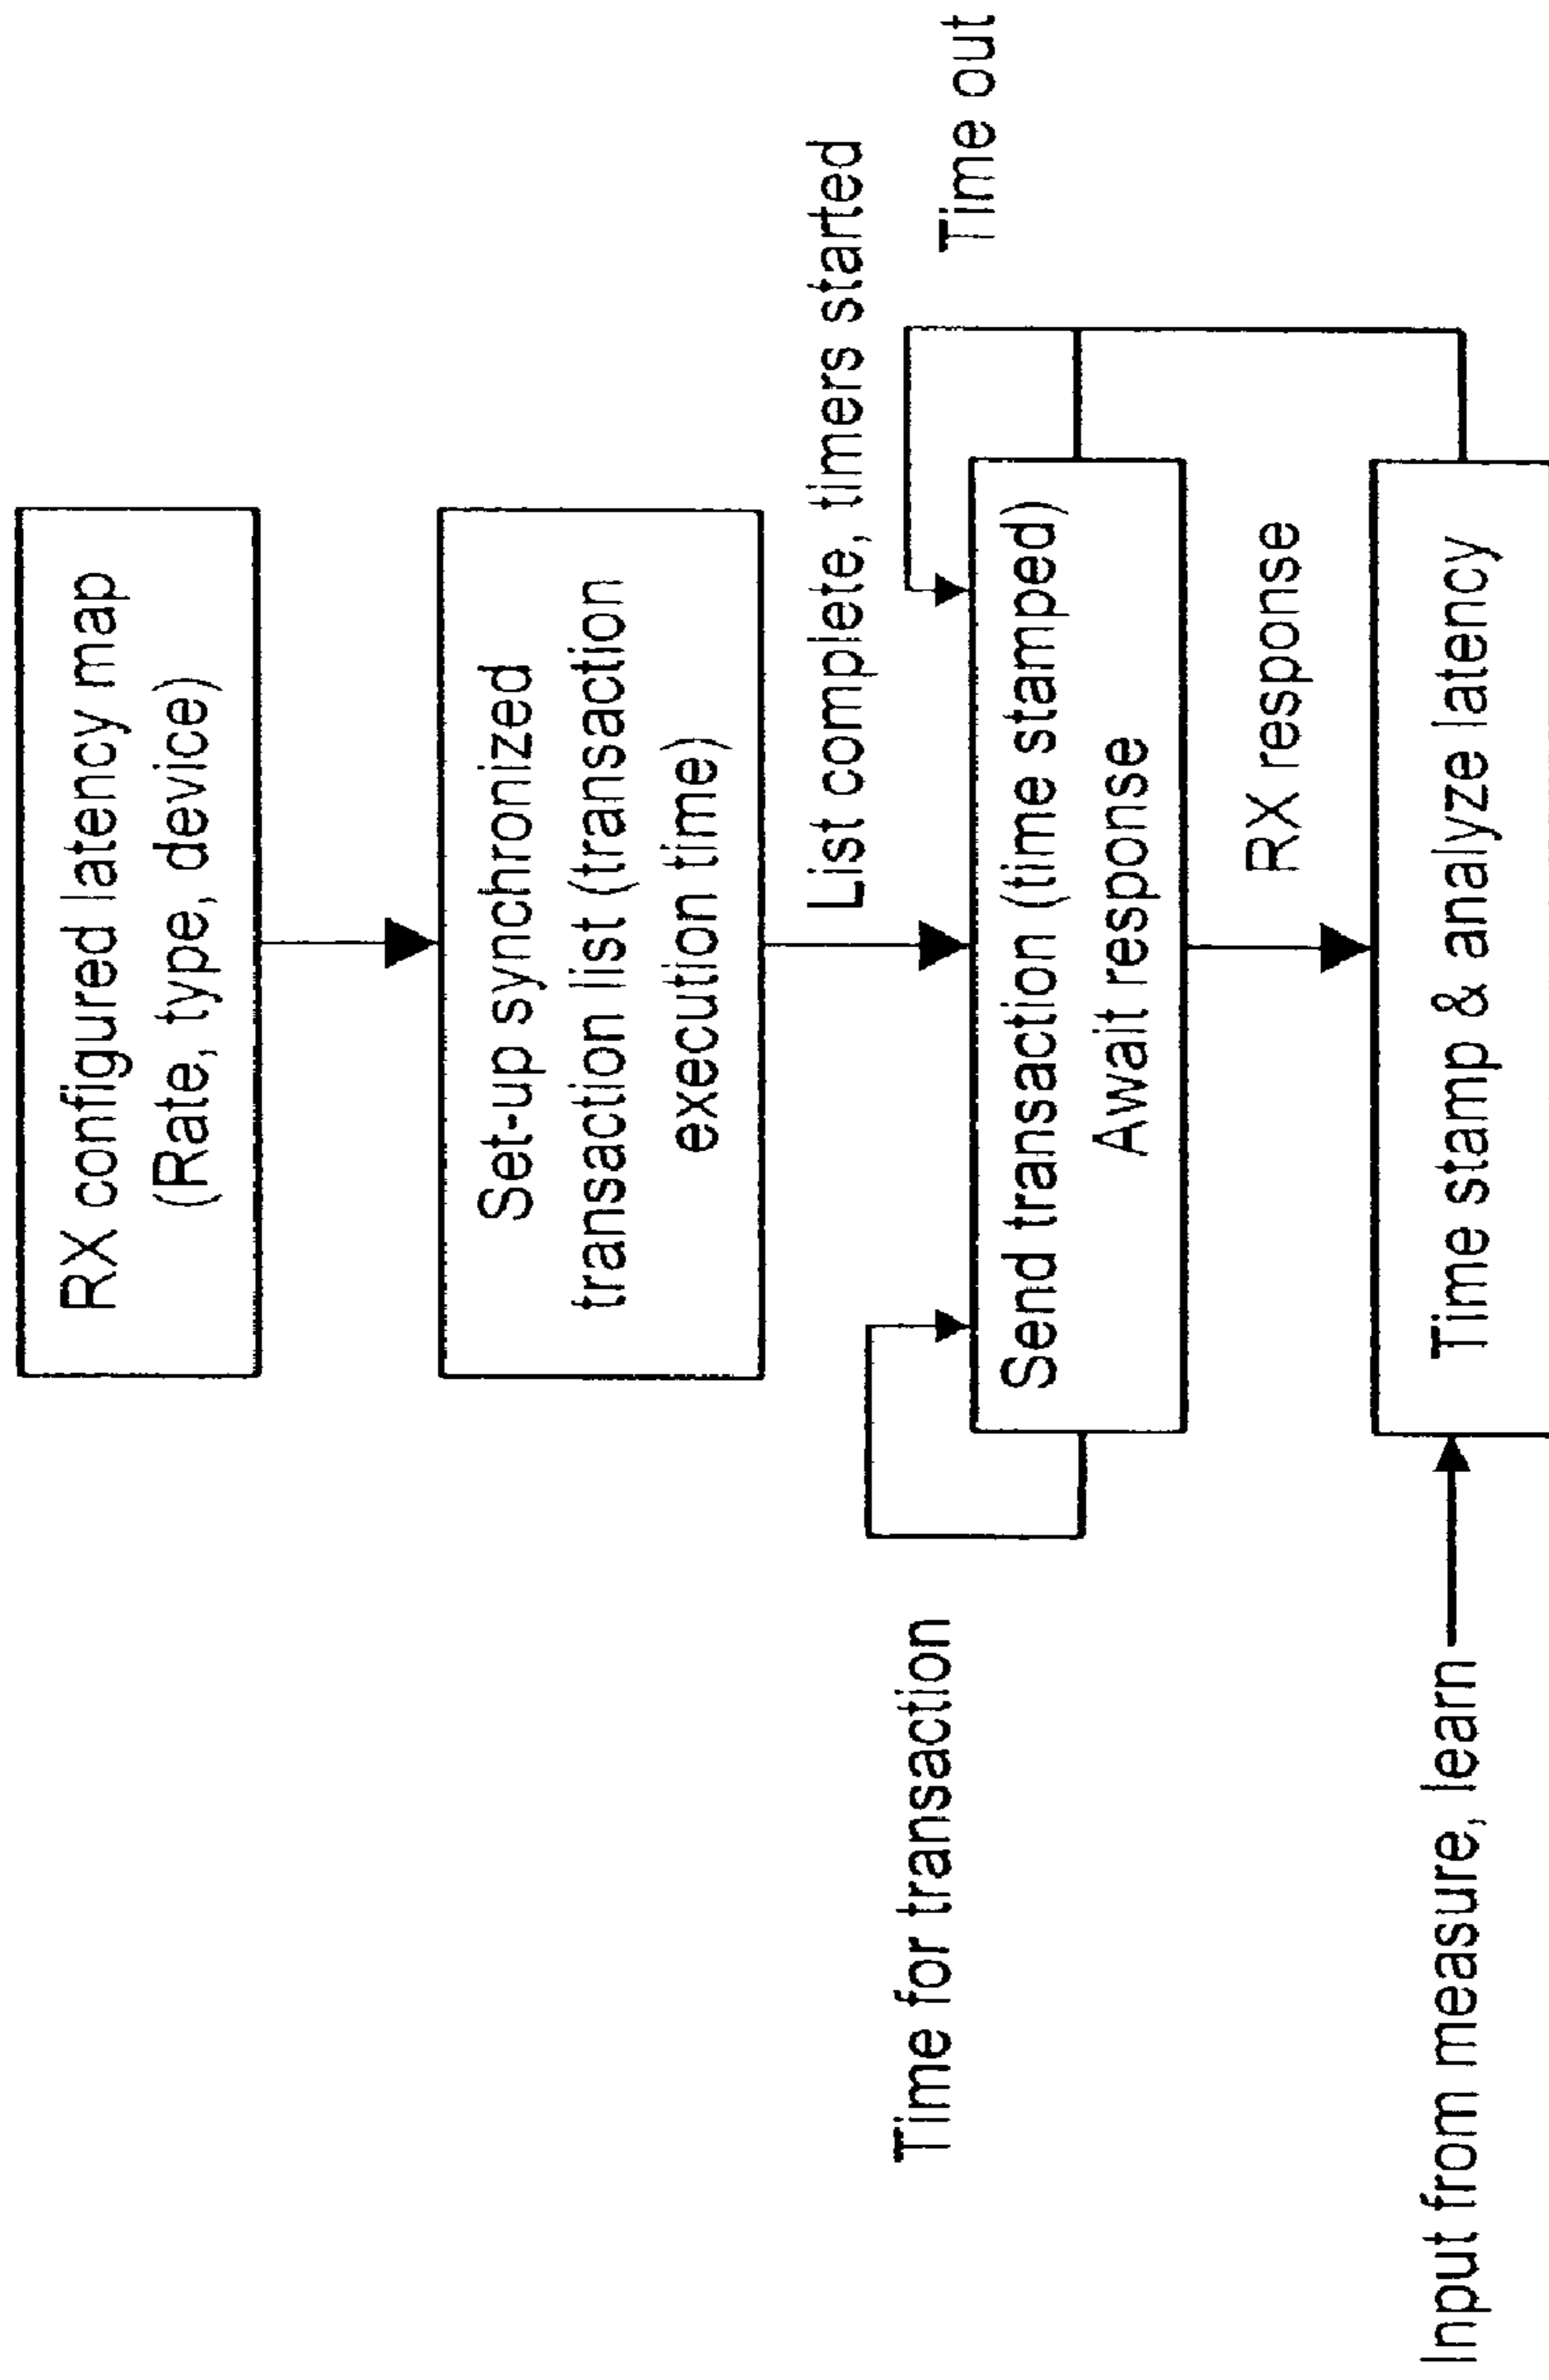 RX configured latency map
(Rate, type, device)
Set-up synchronized
transaction list (transaction
execution time)
List complete, timers started
Time out
Time for transaction
Send transaction (time stamped)
Await response
RX response
Input from measure, learn
Time stamp & analyze latency